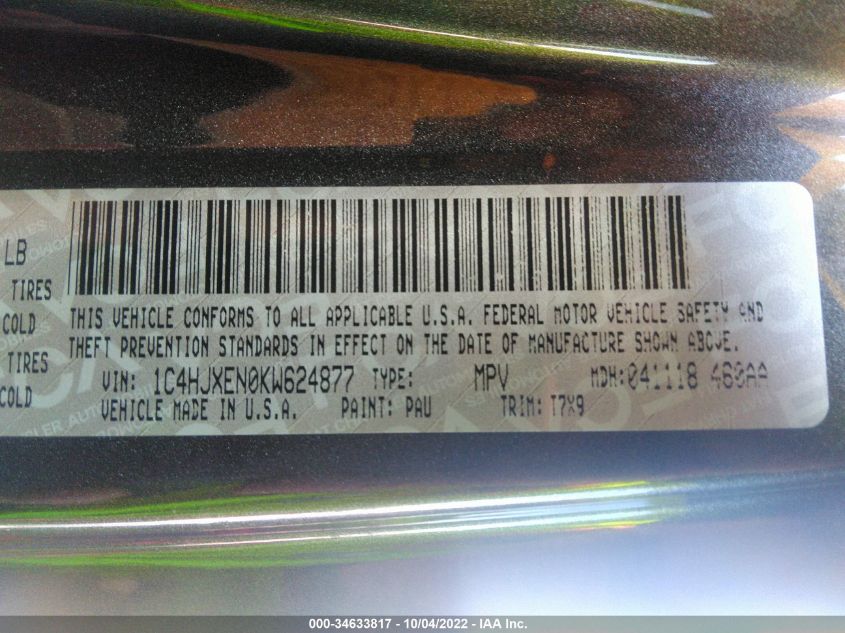 LB
TIRES
COLD
TIRES
COLD
THIS VEHICLE CONFORMS TO ALL APPLICABLE U.S.A. FEDERAL MOTOR VEHICLE SAFETY AND
THEFT PREVENTION STANDARDS IN EFFECT ON THE DATE OF MANUFACTURE SHOWN ABOVE.
VIN: 1C4HJXEN0KW624877 TYPE: MPV MDH:041118 460AA
VEHICLE MADE IN U.S.A. PAINT: PAU TRIM: T7X9
000-34633817 - 10/04/2022 - IAA Inc.